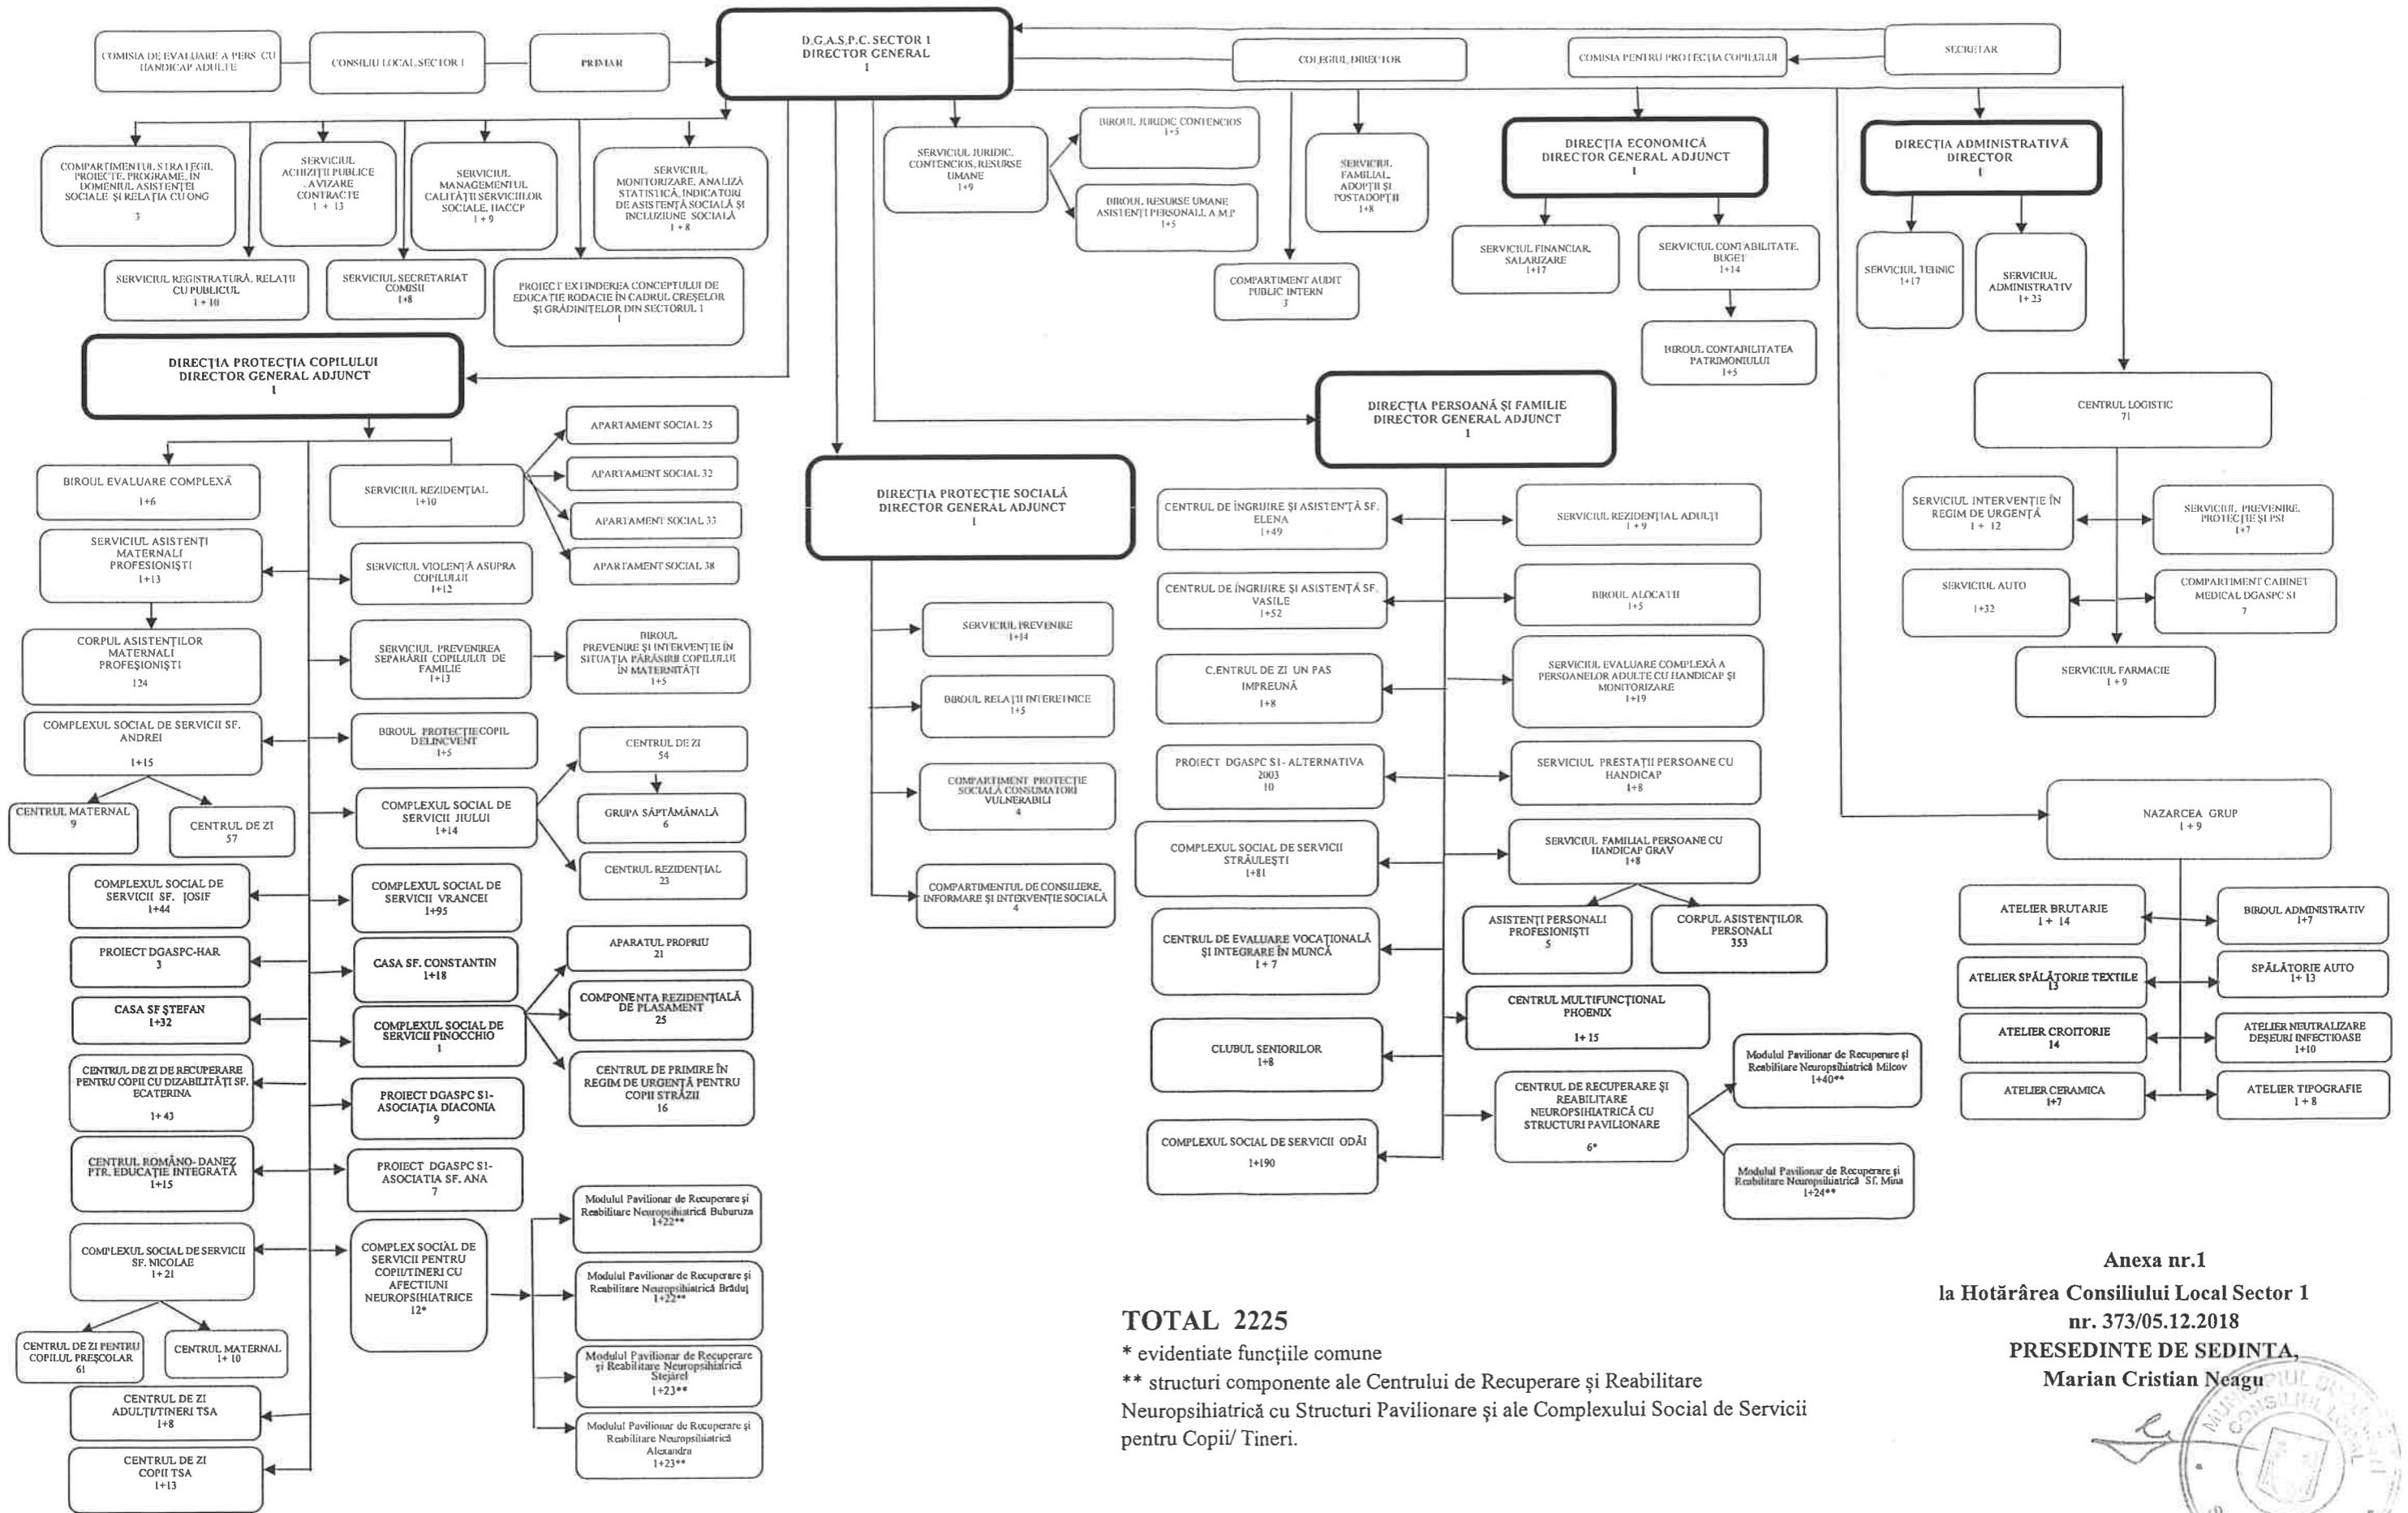 D.G.A.S.P.C. SECTOR 1
DIRECTOR GENERAL
1
COMISIA DE EVALUARE A PERS. CU
HANDICAP ADULTE
CONSILIU LOCAL SECTOR 1
PRIMAR
COLEGIUL DIRECTOR
COMISIA PENTRU PROTECȚIA COPILULUI
SECRETAR
COMPARTIMENTUL STRATEGII,
PROIECTE, PROGRAME, ÎN
DOMENIUL ASISTENȚEI
SOCIALE ȘI RELAȚIA CU ONG
3
SERVICIUL
ACHIZIȚII PUBLICE
, AVIZARE
CONTRACTE
1 + 13
SERVICIUL
MANAGEMENTUL
CALITĂȚII SERVICIILOR
SOCIALE, HACCP
1 + 9
SERVICIUL
MONITORIZARE, ANALIZĂ
STATISTICĂ, INDICATORI
DE ASISTENȚĂ SOCIALĂ ȘI
INCLUZIUNE SOCIALĂ
1 + 8
SERVICIUL REGISTRATURĂ, RELAȚII
CU PUBLICUL
1 + 10
SERVICIUL SECRETARIAT
COMISII
1+8
PROIECT EXTINDEREA CONCEPTULUI DE
EDUCAȚIE RODACIE ÎN CADRUL CREȘELOR
ȘI GRĂDINIȚELOR DIN SECTORUL 1
1
SERVICIUL JURIDIC,
CONTENCIOS, RESURSE
UMANE
1+9
BIROUL JURIDIC CONTENCIOS
1+5
BIROUL RESURSE UMANE
ASISTENȚI PERSONALI, A.M.P
1+5
COMPARTIMENT AUDIT
PUBLIC INTERN
3
SERVICIUL
FAMILIAL,
ADOPȚII ȘI
POSTADOPȚII
1+8
DIRECȚIA ECONOMICĂ
DIRECTOR GENERAL ADJUNCT
1
SERVICIUL FINANCIAR,
SALARIZARE
1+17
SERVICIUL CONTABILITATE,
BUGET
1+14
BIROUL CONTABILITATEA
PATRIMONIULUI
1+5
DIRECȚIA ADMINISTRATIVĂ
DIRECTOR
1
SERVICIUL TEHNIC
1+17
SERVICIUL
ADMINISTRATIV
1+ 23
DIRECȚIA PROTECȚIA COPILULUI
DIRECTOR GENERAL ADJUNCT
1
BIROUL EVALUARE COMPLEXĂ
1+6
SERVICIUL REZIDENȚIAL
1+10
APARTAMENT SOCIAL 25
APARTAMENT SOCIAL 32
APARTAMENT SOCIAL 33
APARTAMENT SOCIAL 38
SERVICIUL ASISTENȚI
MATERNALI
PROFESIONIȘTI
1+13
CORPUL ASISTENȚILOR
MATERNALI
PROFEȘIONIȘTI
124
SERVICIUL VIOLENȚĂ ASUPRA
COPILULUI
1+12
SERVICIUL PREVENIREA
SEPARĂRII COPILULUI DE
FAMILIE
1+13
BIROUL
PREVENIRE ȘI INTERVENȚIE ÎN
SITUAȚIA PĂRĂSIRII COPILULUI
ÎN MATERNITĂȚI
1+5
COMPLEXUL SOCIAL DE SERVICII SF.
ANDREI
1+15
CENTRUL MATERNAL
9
CENTRUL DE ZI
57
BIROUL PROTECȚIE COPIL
DELINCVENT
1+5
COMPLEXUL SOCIAL DE
SERVICII JIULUI
1+14
CENTRUL DE ZI
54
GRUPA SĂPTĂMÂNALĂ
6
CENTRUL REZIDENȚIAL
23
COMPLEXUL SOCIAL DE
SERVICII SF. IOSIF
1+44
COMPLEXUL SOCIAL DE
SERVICII VRANCEI
1+95
PROIECT DGASPC-HAR
3
CASA SF. CONSTANTIN
1+18
CASA SF ȘTEFAN
1+32
COMPLEXUL SOCIAL DE
SERVICII PINOCCHIO
1
APARATUL PROPRIU
21
COMPONENTA REZIDENȚIALĂ
DE PLASAMENT
25
CENTRUL DE PRIMIRE ÎN
REGIM DE URGENȚĂ PENTRU
COPII STRĂZII
16
CENTRUL DE ZI DE RECUPERARE
PENTRU COPII CU DIZABILITĂȚI SF.
ECATERINA
1+ 43
PROIECT DGASPC S1-
ASOCIAȚIA DIACONIA
9
CENTRUL ROMÂNO- DANEZ
PTR. EDUCAȚIE INTEGRATĂ
1+15
PROIECT DGASPC S1-
ASOCIATIA SF. ANA
7
COMPLEXUL SOCIAL DE SERVICII
SF. NICOLAE
1+21
CENTRUL DE ZI PENTRU
COPILUL PREȘCOLAR
61
CENTRUL MATERNAL
1+ 10
COMPLEX SOCIAL DE
SERVICII PENTRU
COPII/TINERI CU
AFECTIUNI
NEUROPSIHIATRICE
12*
Modulul Pavilionar de Recuperare și
Reabilitare Neuropsihiatrică Buburuza
1+22**
Modulul Pavilionar de Recuperare și
Reabilitare Neuropsihiatrică Brăduț
1+22**
Modulul Pavilionar de Recuperare
și Reabilitare Neuropsihiatrică
Stejărel
1+23**
Modulul Pavilionar de Recuperare și
Reabilitare Neuropsihiatrică
Alexandra
1+23**
CENTRUL DE ZI
ADULȚI/TINERI TSA
1+8
CENTRUL DE ZI
COPII TSA
1+13
DIRECȚIA PROTECȚIE SOCIALĂ
DIRECTOR GENERAL ADJUNCT
1
SERVICIUL PREVENIRE
1+14
BIROUL RELAȚII INTERETNICE
1+5
COMPARTIMENT PROTECȚIE
SOCIALĂ CONSUMATORI
VULNERABILI
4
COMPARTIMENTUL DE CONSILIERE,
INFORMARE ȘI INTERVENȚIE SOCIALĂ
4
DIRECȚIA PERSOANĂ ȘI FAMILIE
DIRECTOR GENERAL ADJUNCT
1
CENTRUL DE ÎNGRIJIRE ȘI ASISTENȚĂ SF.
ELENA
1+49
SERVICIUL REZIDENȚIAL ADULȚI
1 + 9
CENTRUL DE ÎNGRIJIRE ȘI ASISTENȚĂ SF.
VASILE
1+52
BIROUL ALOCAȚII
1+5
C.ENTRUL DE ZI UN PAS
IMPREUNĂ
1+8
SERVICIUL EVALUARE COMPLEXĂ A
PERSOANELOR ADULTE CU HANDICAP ȘI
MONITORIZARE
1+19
PROIECT DGASPC S1- ALTERNATIVA
2003
10
SERVICIUL PRESTAȚII PERSOANE CU
HANDICAP
1+8
COMPLEXUL SOCIAL DE SERVICII
STRĂULEȘTI
1+81
SERVICIUL FAMILIAL PERSOANE CU
HANDICAP GRAV
1+8
ASISTENȚI PERSONALI
PROFESIONIȘTI
5
CORPUL ASISTENȚILOR
PERSONALI
353
CENTRUL DE EVALUARE VOCAȚIONALĂ
ȘI INTEGRARE ÎN MUNCĂ
1+ 7
CENTRUL MULTIFUNCȚIONAL
PHOENIX
1+ 15
CLUBUL SENIORILOR
1+8
CENTRUL DE RECUPERARE ȘI
REABILITARE
NEUROPSIHIATRICĂ CU
STRUCTURI PAVILIONARE
6*
Modulul Pavilionar de Recuperare și
Reabilitare Neuropsihiatrică Milcov
1+40**
Modulul Pavilionar de Recuperare și
Reabilitare Neuropsihiatrică Sf. Mina
1+24**
COMPLEXUL SOCIAL DE SERVICII ODĂI
1+190
CENTRUL LOGISTIC
71
SERVICIUL INTERVENȚIE ÎN
REGIM DE URGENȚĂ
1 + 12
SERVICIUL PREVENIRE,
PROTECȚIE ȘI PSI
1+7
SERVICIUL AUTO
1+32
COMPARTIMENT CABINET
MEDICAL DGASPC S1
7
SERVICIUL FARMACIE
1 + 9
NAZARCEA GRUP
1 + 9
ATELIER BRUTARIE
1 + 14
BIROUL ADMINISTRATIV
1+7
ATELIER SPĂLĂTORIE TEXTILE
13
SPĂLĂTORIE AUTO
1+ 13
ATELIER CROITORIE
14
ATELIER NEUTRALIZARE
DEȘEURI INFECTIOASE
1+10
ATELIER CERAMICA
1+7
ATELIER TIPOGRAFIE
1 + 8
TOTAL 2225
* evidentiate funcțiile comune
** structuri componente ale Centrului de Recuperare și Reabilitare
Neuropsihiatrică cu Structuri Pavilionare și ale Complexului Social de Servicii
pentru Copii/ Tineri.
Anexa nr.1
la Hotărârea Consiliului Local Sector 1
nr. 373/05.12.2018
PRESEDINTE DE SEDINTA,
Marian Cristian Neagu
CONSILIUL LOCAL